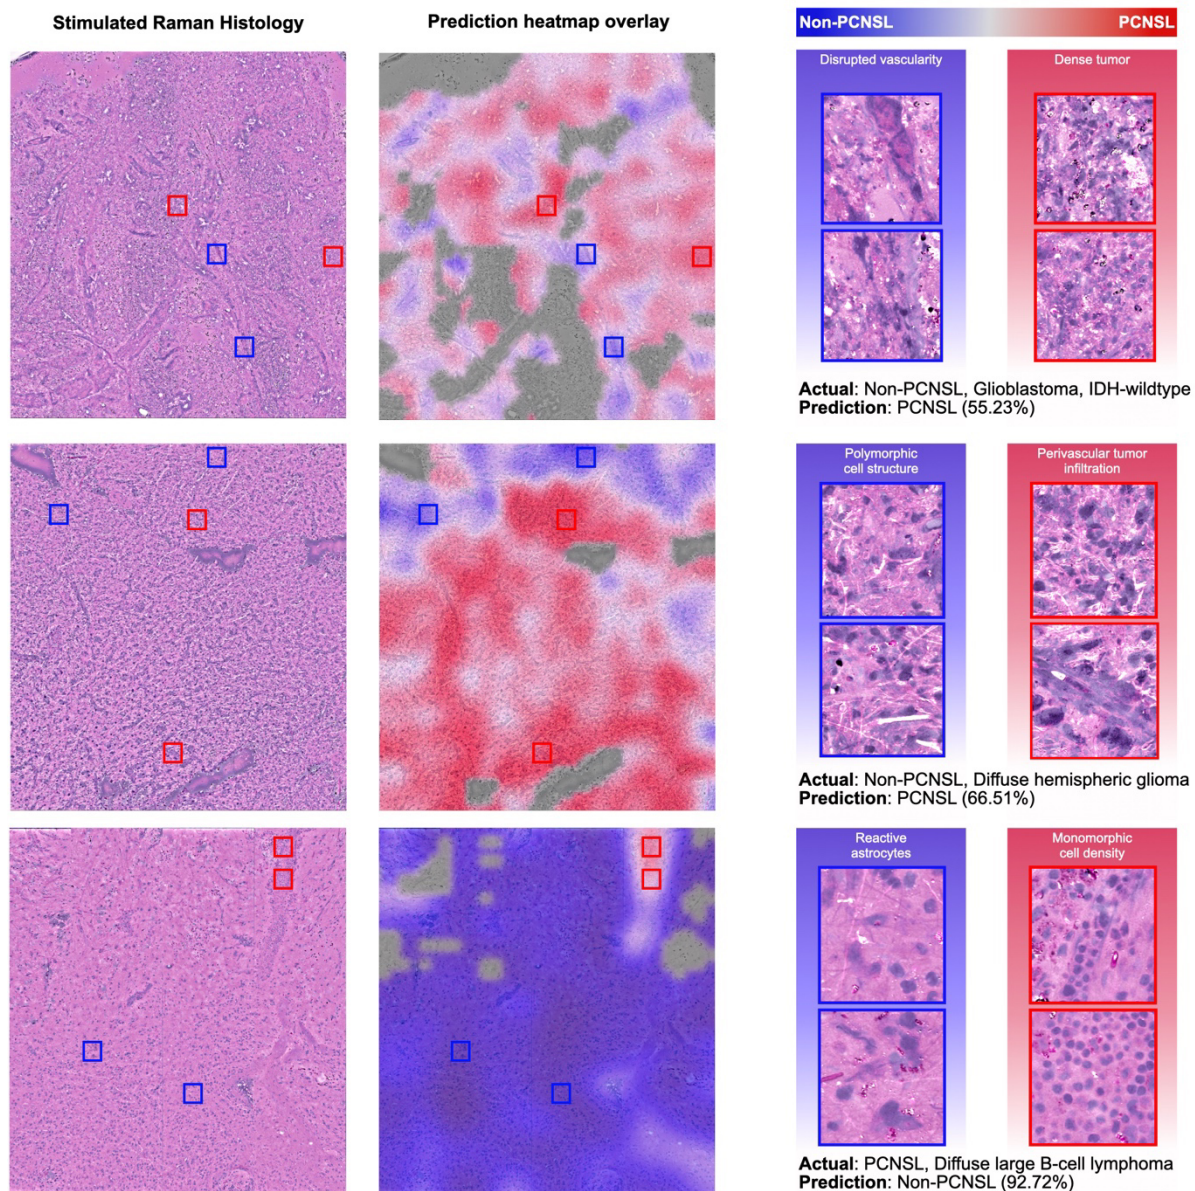 Stimulated Raman Histology
Prediction heatmap overlay
Non-PCNSL
PCNSL
Disrupted vascularity
Dense tumor
Actual: Non-PCNSL, Glioblastoma, IDH-wildtype
Prediction: PCNSL (55.23%)
Polymorphic
cell structure
Perivascular tumor
infiltration
Actual: Non-PCNSL, Diffuse hemispheric glioma
Prediction: PCNSL (66.51%)
Reactive
astrocytes
Monomorphic
cell density
Actual: PCNSL, Diffuse large B-cell lymphoma
Prediction: Non-PCNSL (92.72%)